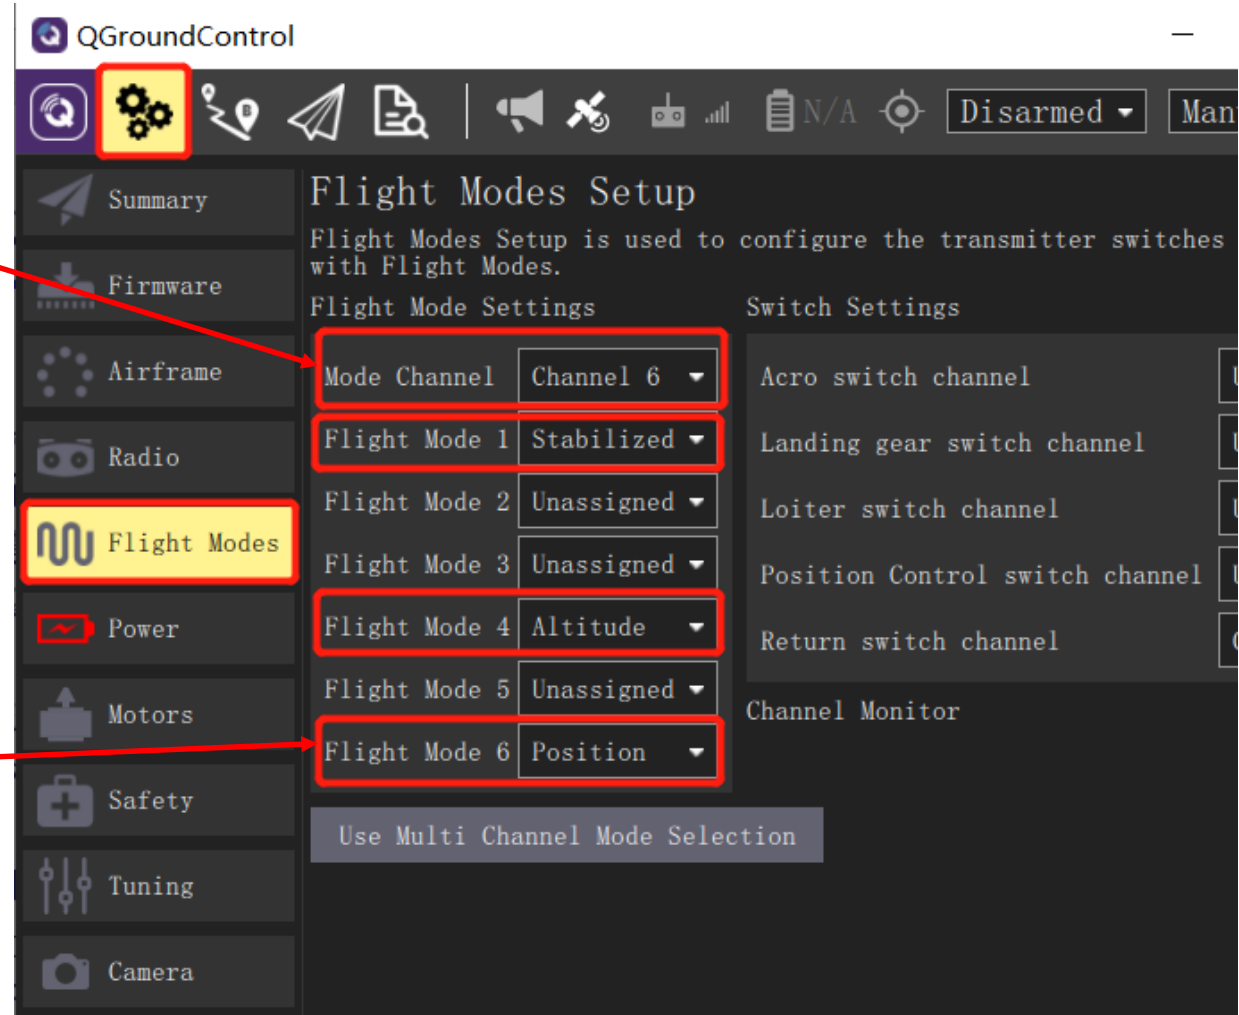 QGroundControl
N/A
Disarmed
Man
Summary
Firmware
Airframe
Radio
Flight Modes
Power
Motors
Safety
Tuning
Camera
Flight Modes Setup
Flight Modes Setup is used to configure the transmitter switches
with Flight Modes.
Flight Mode Settings
Mode Channel Channel 6
Flight Mode 1 Stabilized
Flight Mode 2 Unassigned
Flight Mode 3 Unassigned
Flight Mode 4 Altitude
Flight Mode 5 Unassigned
Flight Mode 6 Position
Use Multi Channel Mode Selection
Switch Settings
Acro switch channel
Landing gear switch channel
Loiter switch channel
Position Control switch channel
Return switch channel
Channel Monitor